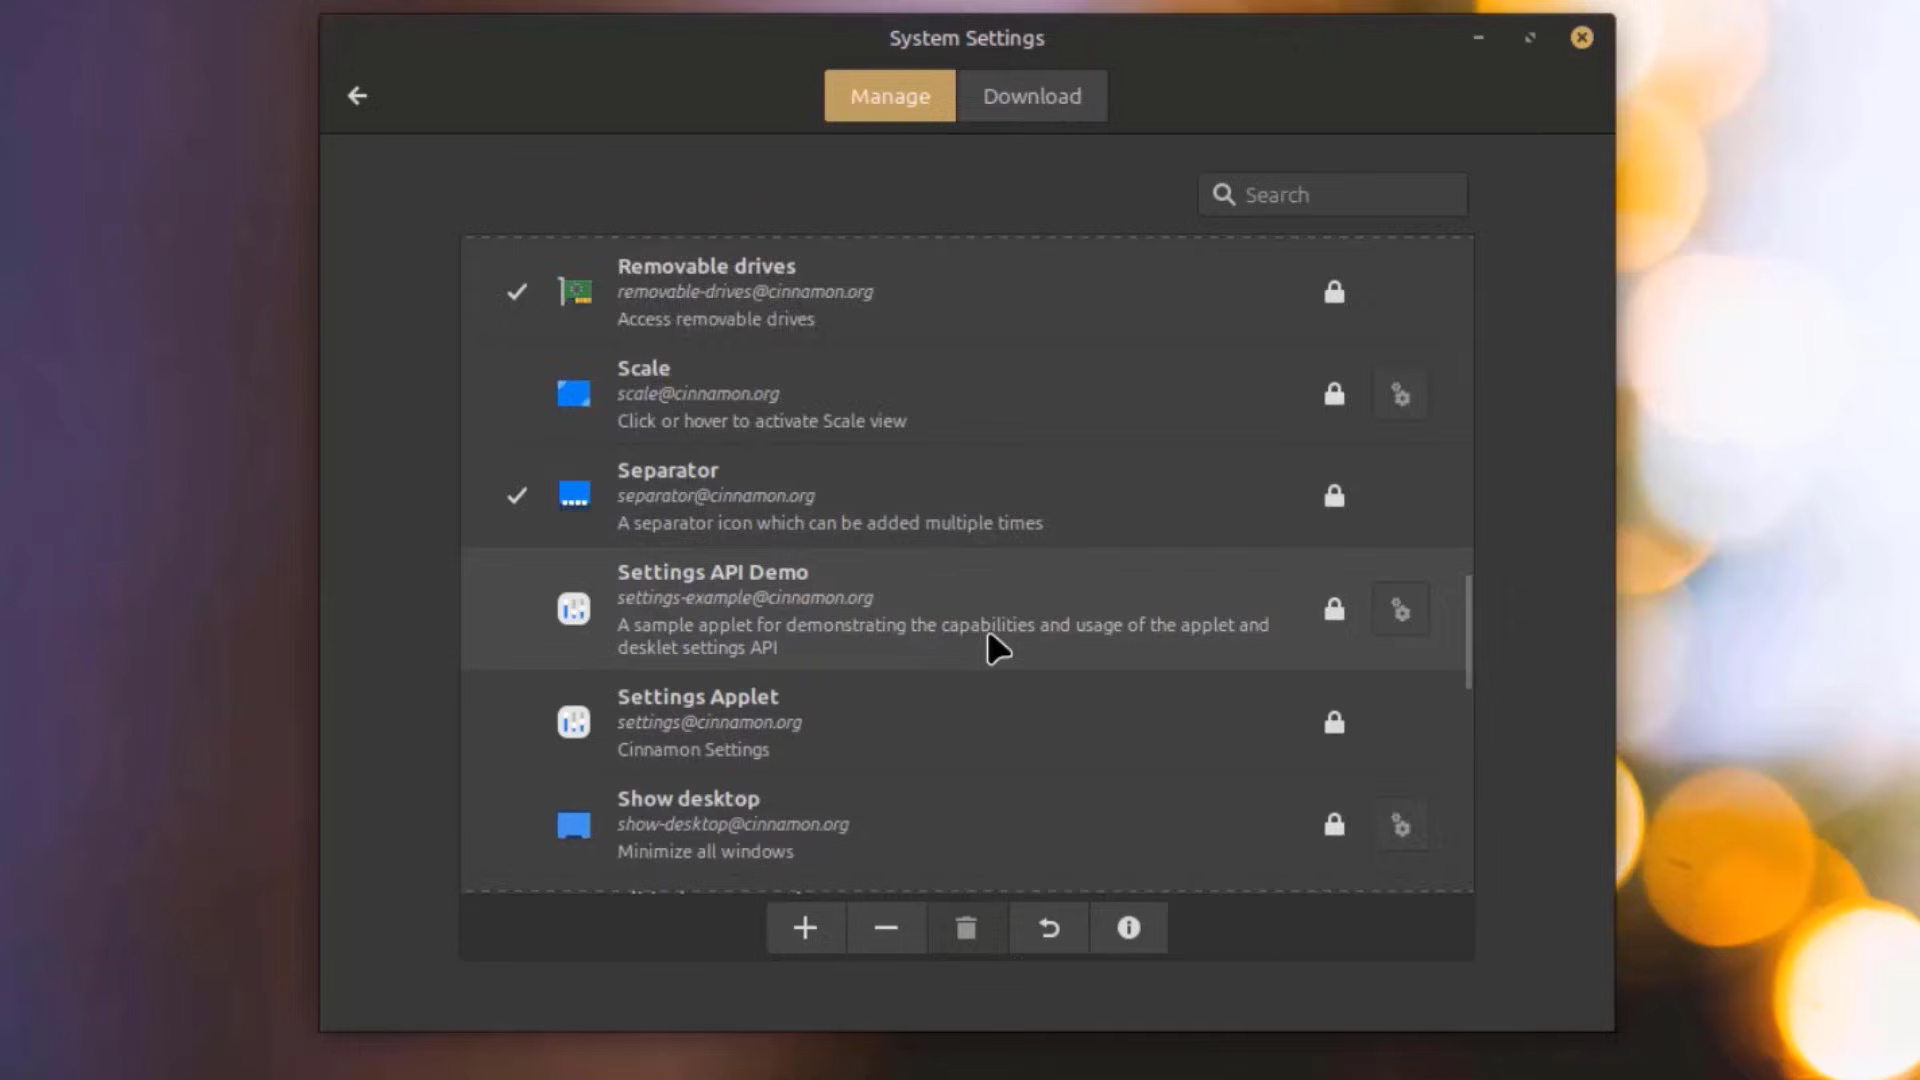 System Settings
Manage
Download
Search
Removable drives
removable-drives@cinnamon.org
Access removable drives
Scale
scale@cinnamon.org
Click or hover to activate Scale view
Separator
separator@cinnamon.org
A separator icon which can be added multiple times
Settings API Demo
settings-example@cinnamon.org
A sample applet for demonstrating the capabilities and usage of the applet and
desklet settings API
Settings Applet
settings@cinnamon.org
Cinnamon Settings
Show desktop
show-desktop@cinnamon.org
Minimize all windows